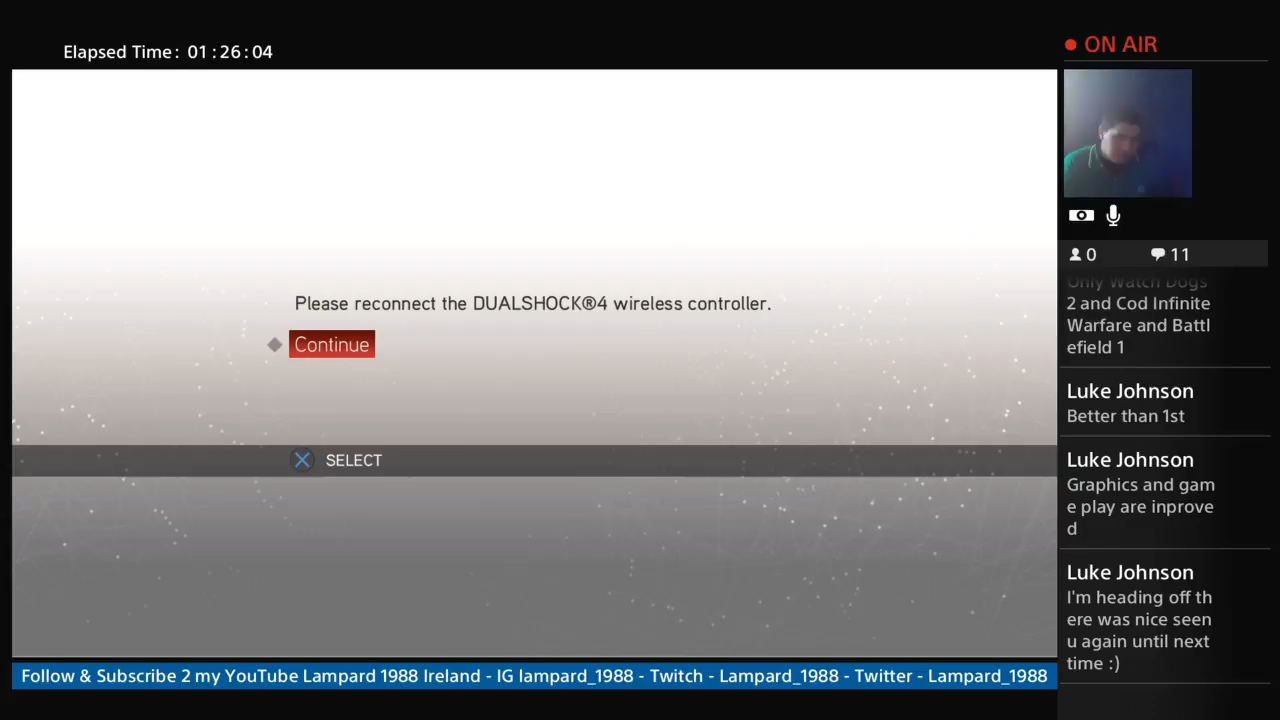 Elapsed Time: 01:26:04
ON AIR
0 11
Only Watch Dogs
2 and Cod Infinite
Warfare and Battl
efield 1
Luke Johnson
Better than 1st
Luke Johnson
Graphics and gam
e play are inprove
d
Luke Johnson
I'm heading off th
ere was nice seen
u again until next
time :)
Please reconnect the DUALSHOCK®4 wireless controller.
Continue
SELECT
Follow & Subscribe 2 my YouTube Lampard 1988 Ireland - IG lampard_1988 - Twitch - Lampard_1988 - Twitter - Lampard_1988